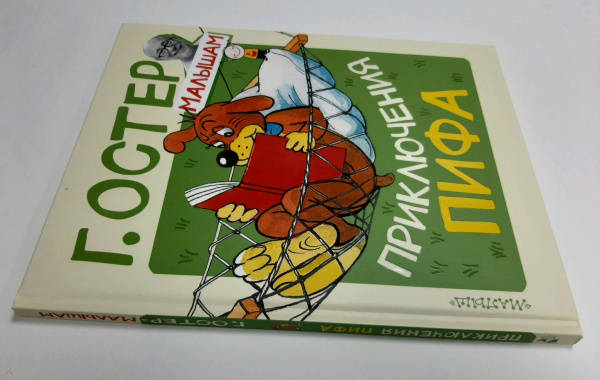 Г. ОСТЕР
МАЛЫШАМ
ПРИКЛЮЧЕНИЯ
ПИФА
МАЛЫШ
ПРИКЛЮЧЕНИЯ ПИФА Г.ОСТЕР-МАЛЫШАМ